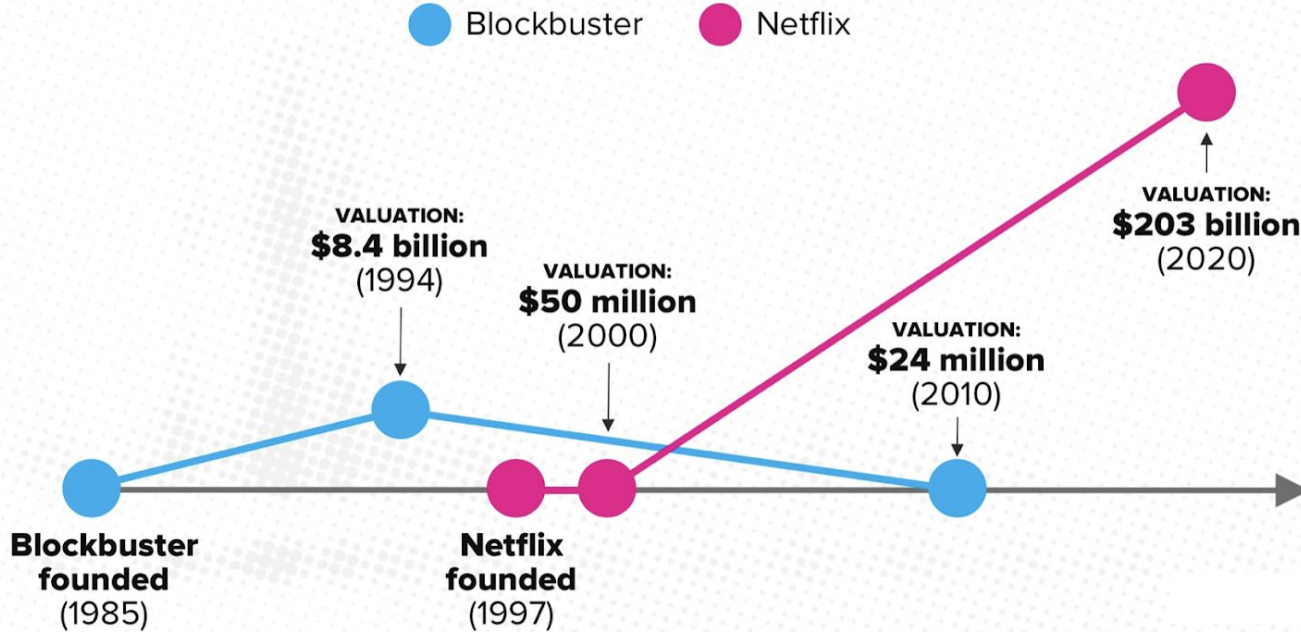 Blockbuster
Netflix
VALUATION:
$8.4 billion
(1994)
VALUATION:
$50 million
(2000)
VALUATION:
$24 million
(2010)
VALUATION:
$203 billion
(2020)
Blockbuster
founded
(1985)
Netflix
founded
(1997)